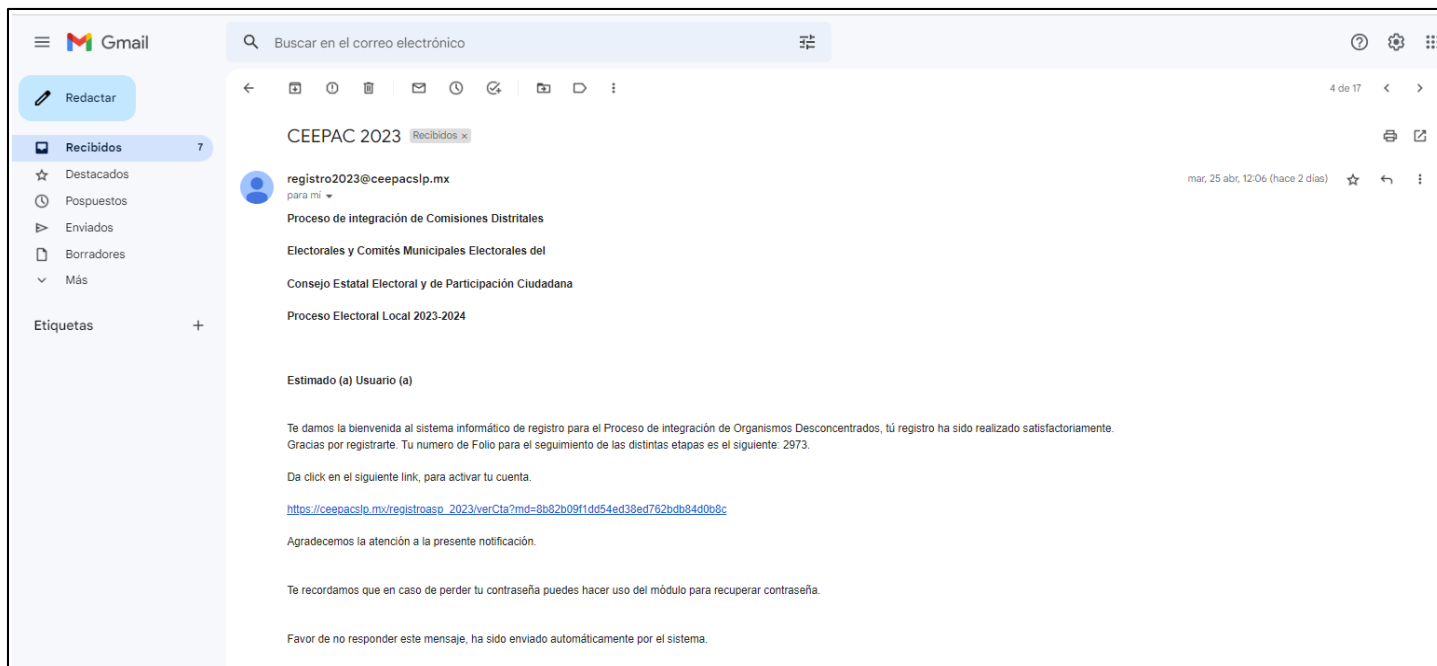 Gmail
Buscar en el correo electrónico
Redactar
4 de 17
Recibidos 7
Destacados
Pospuestos
Enviados
Borradores
Más
Etiquetas +
CEEPAC 2023 Recibidos x
registro2023@ceepacslp.mx
mar, 25 abr, 12:06 (hace 2 días)
para mí
Proceso de integración de Comisiones Distritales
Electorales y Comités Municipales Electorales del
Consejo Estatal Electoral y de Participación Ciudadana
Proceso Electoral Local 2023-2024
Estimado (a) Usuario (a)
Te damos la bienvenida al sistema informático de registro para el Proceso de integración de Organismos Desconcentrados, tú registro ha sido realizado satisfactoriamente.
Gracias por registrarte. Tu numero de Folio para el seguimiento de las distintas etapas es el siguiente: 2973.
Da click en el siguiente link, para activar tu cuenta.
https://ceepacslp.mx/registroasp_2023/verCta?md=8b82b09f1dd54ed38ed762bdb84d0b8c
Agradecemos la atención a la presente notificación.
Te recordamos que en caso de perder tu contraseña puedes hacer uso del módulo para recuperar contraseña.
Favor de no responder este mensaje, ha sido enviado automáticamente por el sistema.